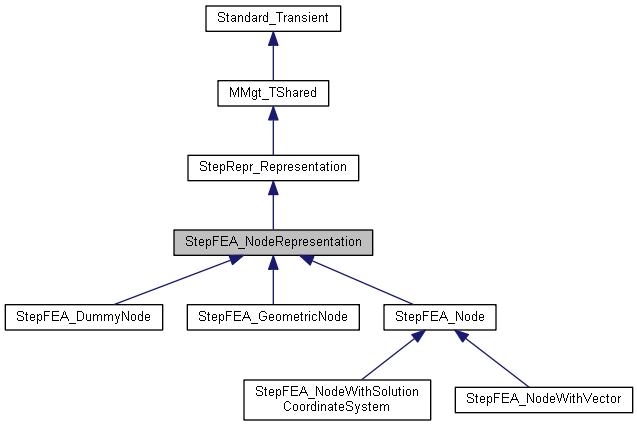 Standard_Transient
MMgt_TShared
StepRepr_Representation
StepFEA_NodeRepresentation
StepFEA_DummyNode
StepFEA_GeometricNode
StepFEA_Node
StepFEA_NodeWithSolution
CoordinateSystem
StepFEA_NodeWithVector